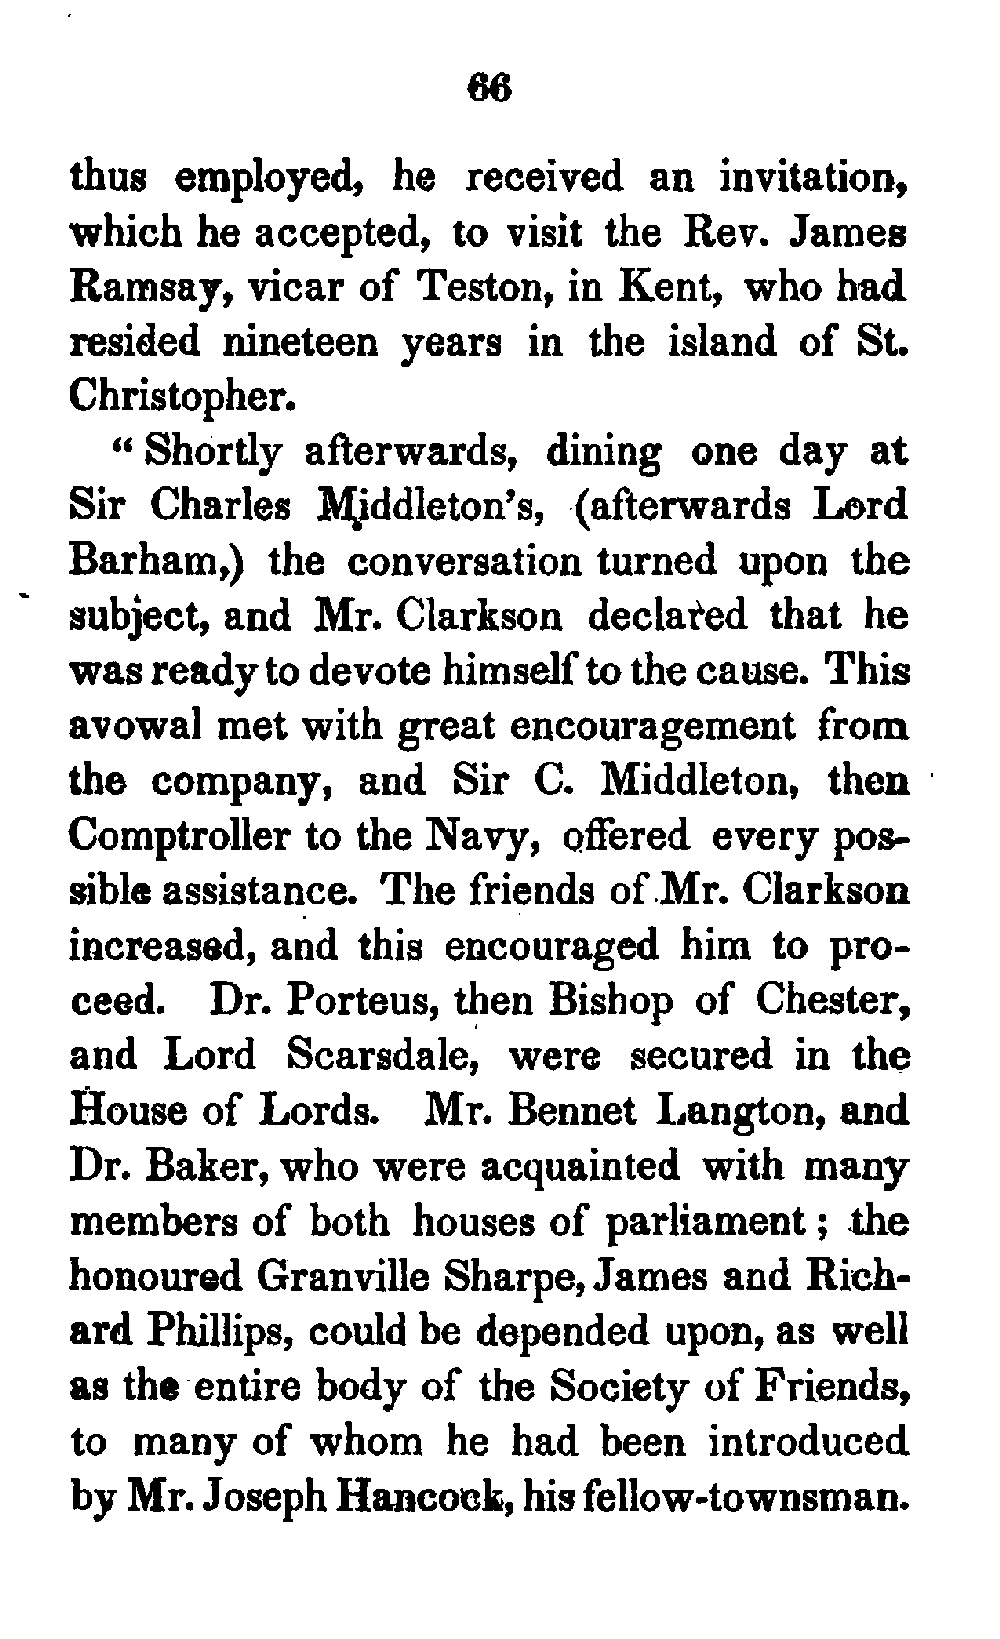 66
thus employed, he received an invitation,
which he accepted, to visit the Rev. James
Ramsay, vicar of Teston, in Kent, who had
resided nineteen years in the island of St.
Christopher.
“ Shortly afterwards, dining one day at
Sir Charles Middleton's, (afterwards Lord
Barham,) the conversation turned upon the
subject, and Mr. Clarkson declared that he
was ready to devote himself to the cause. This
avowal met with great encouragement from
the company, and Sir C. Middleton, then
Comptroller to the Navy, offered every pos-
sible assistance. The friends of Mr. Clarkson
increased, and this encouraged him to pro-
ceed. Dr. Porteus, then Bishop of Chester,
and Lord Scarsdale, were secured in the
House of Lords. Mr. Bennet Langton, and
Dr. Baker, who were acquainted with many
members of both houses of parliament ; the
honoured Granville Sharpe, James and Rich-
ard Phillips, could be depended upon, as well
as the entire body of the Society of Friends,
to many of whom he had been introduced
by Mr. Joseph Hancock, his fellow-townsman.